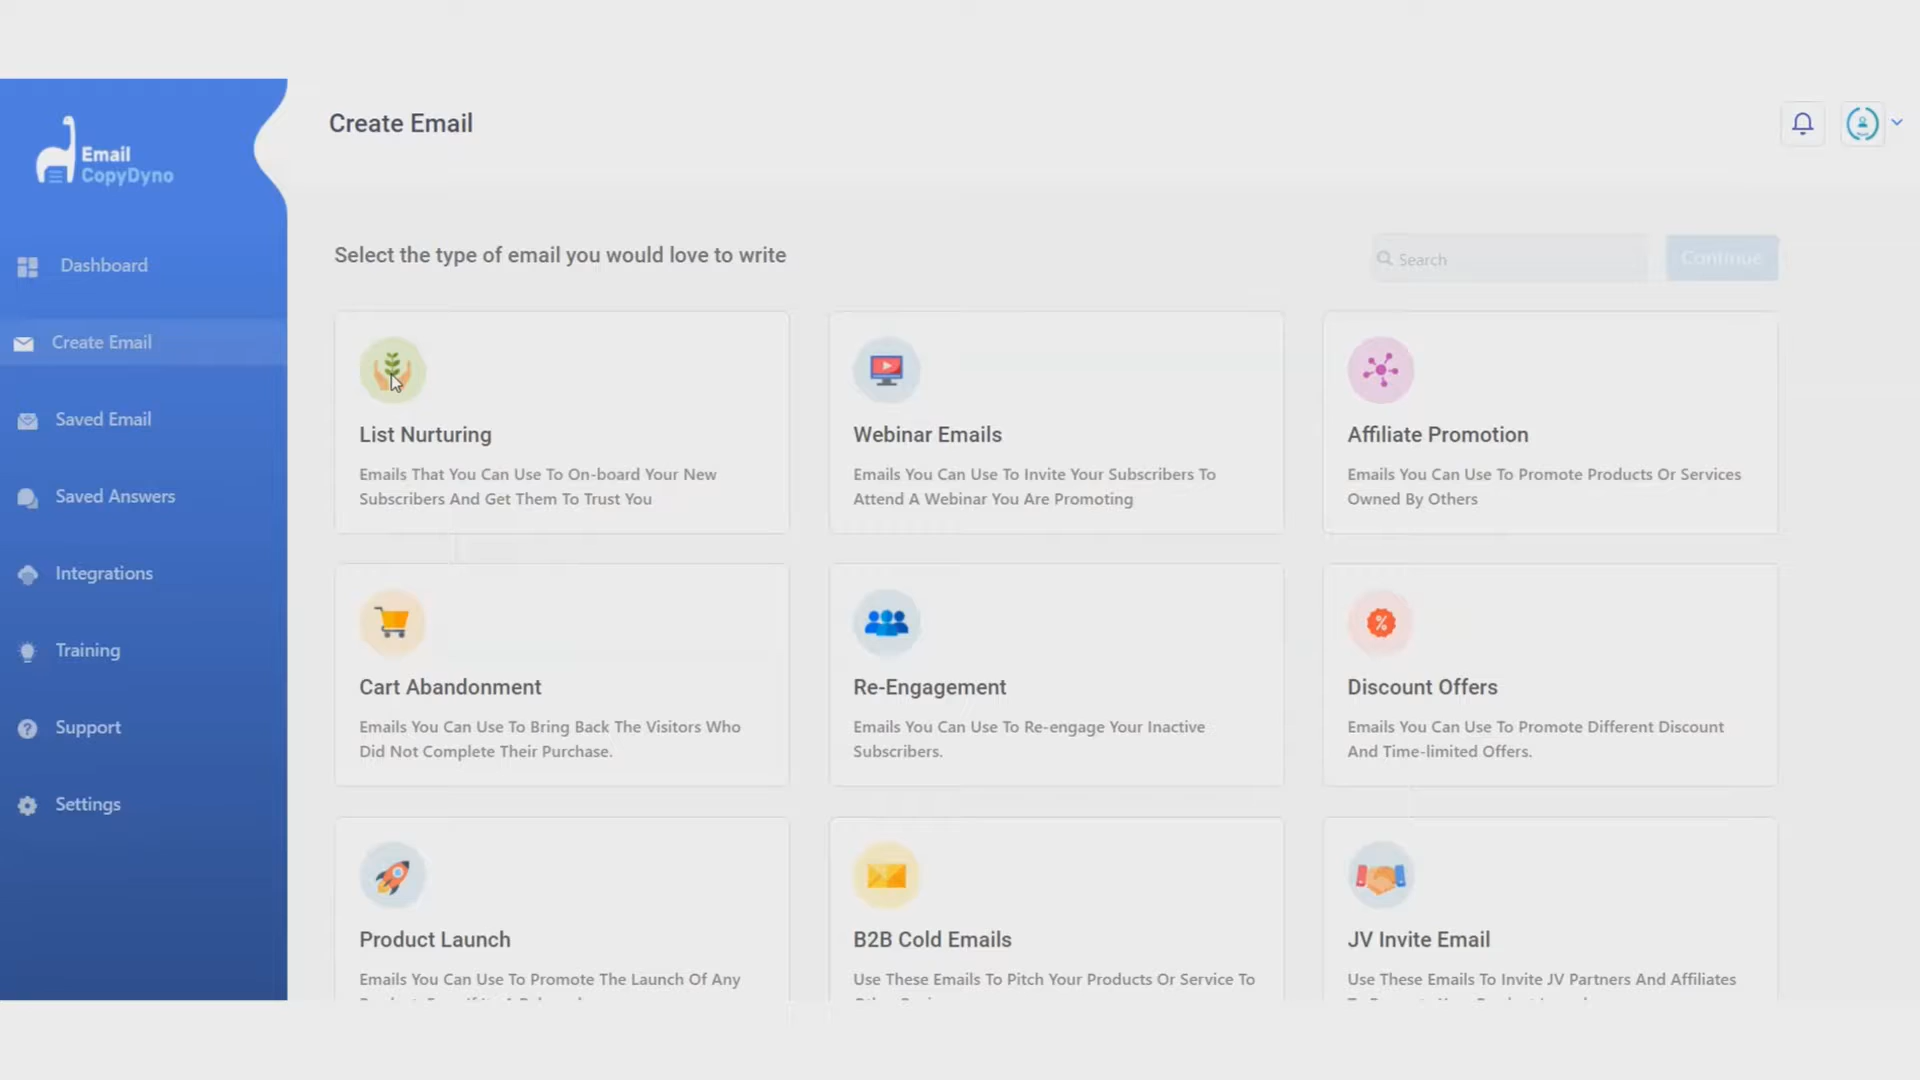 Email
CopyDyno
Create Email
Dashboard
Create Email
Saved Email
Saved Answers
Integrations
Training
Support
Settings
Select the type of email you would love to write
Search
Continue
List Nurturing
Emails That You Can Use To On-board Your New
Subscribers And Get Them To Trust You
Webinar Emails
Emails You Can Use To Invite Your Subscribers To
Attend A Webinar You Are Promoting
Affiliate Promotion
Emails You Can Use To Promote Products Or Services
Owned By Others
Cart Abandonment
Emails You Can Use To Bring Back The Visitors Who
Did Not Complete Their Purchase.
Re-Engagement
Emails You Can Use To Re-engage Your Inactive
Subscribers.
Discount Offers
Emails You Can Use To Promote Different Discount
And Time-limited Offers.
Product Launch
Emails You Can Use To Promote The Launch Of Any
B2B Cold Emails
Use These Emails To Pitch Your Products Or Service To
JV Invite Email
Use These Emails To Invite JV Partners And Affiliates